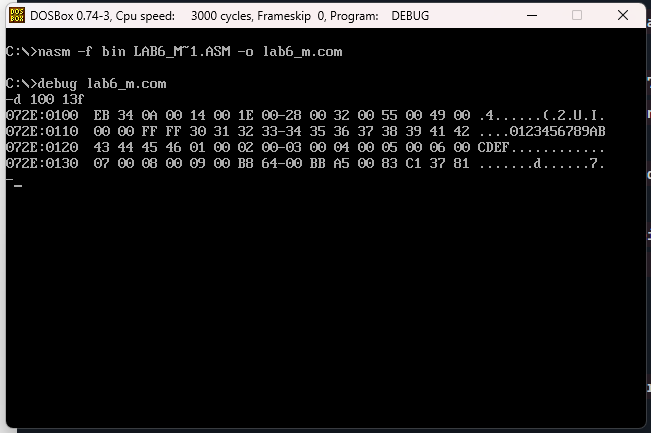 DOS BOX DOSBox 0.74-3, Cpu speed: 3000 cycles, Frameskip 0, Program: DEBUG
C:\>nasm -f bin LAB6_M~1.ASM -o lab6_m.com
C:\>debug lab6_m.com
-d 100 13f
072E:0100 EB 34 0A 00 14 00 1E 00-28 00 32 00 55 00 49 00 .4......(.2.U.I.
072E:0110 00 00 FF FF 30 31 32 33-34 35 36 37 38 39 41 42 ....0123456789AB
072E:0120 43 44 45 46 01 00 02 00-03 00 04 00 05 00 06 00 CDEF............
072E:0130 07 00 08 00 09 00 B8 64-00 BB A5 00 83 C1 37 81 .......d......7.
-_